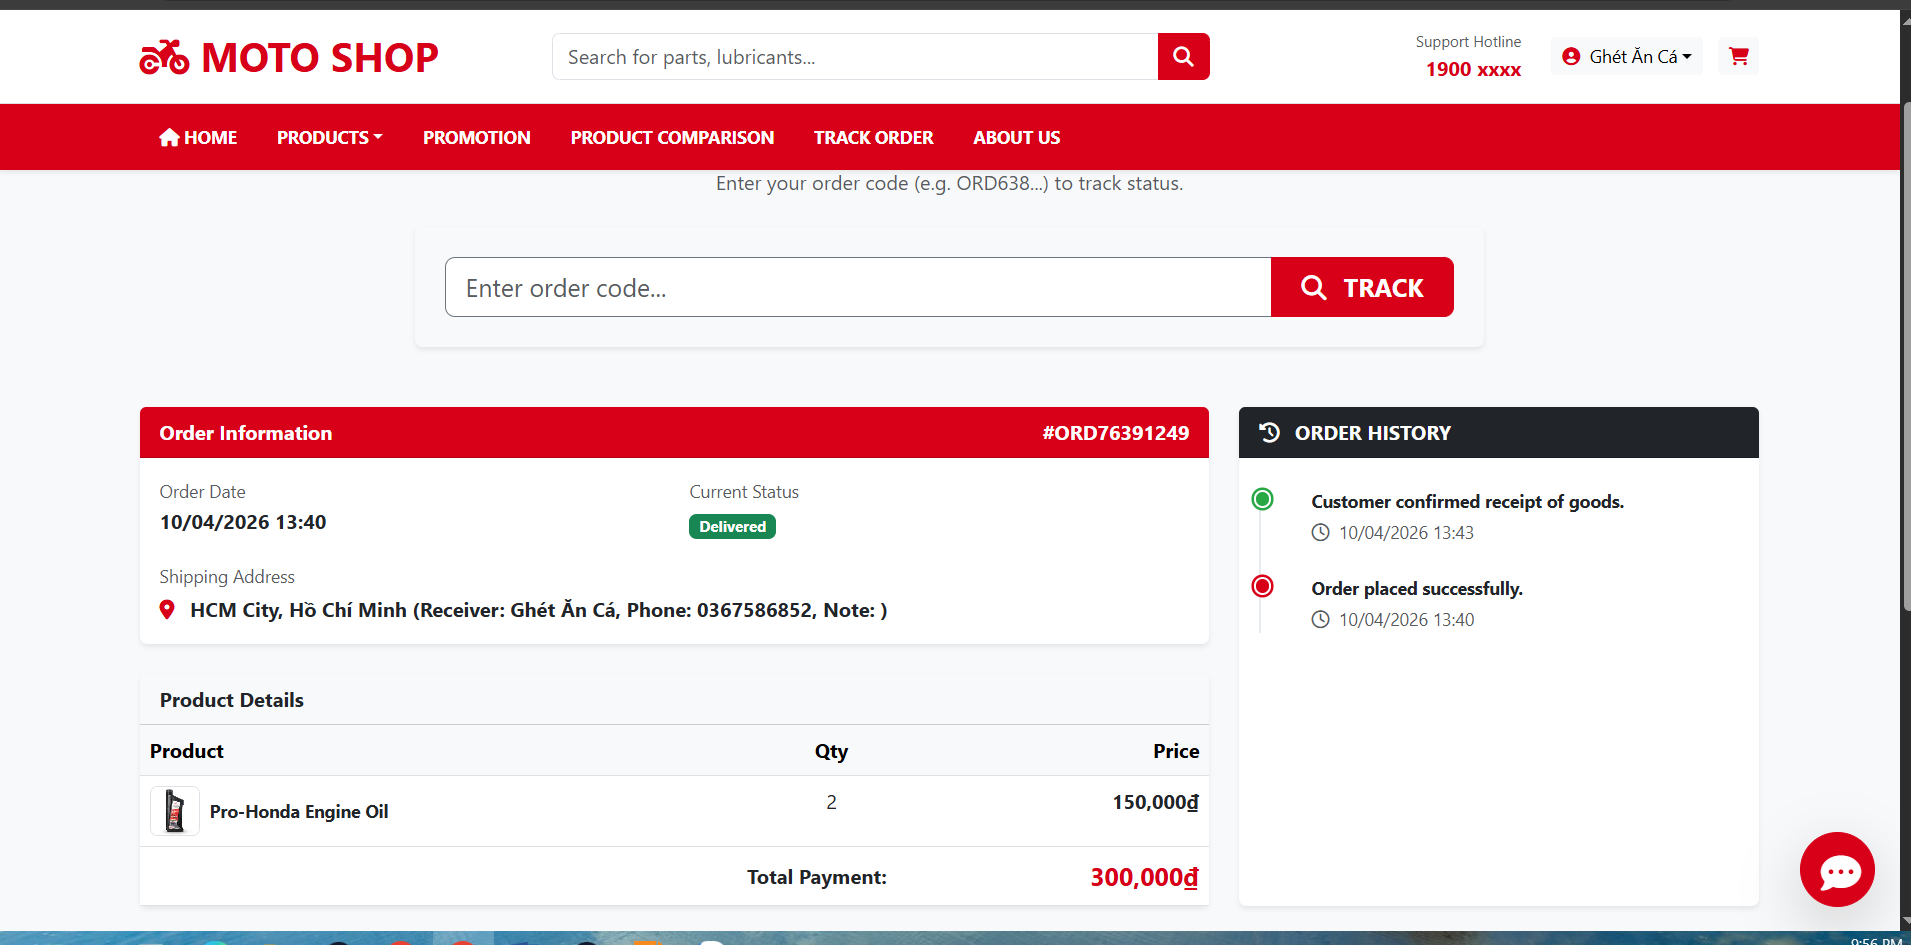 MOTO SHOP
Search for parts, lubricants...
Support Hotline
1900 xxxx
Ghét Ăn Cá
HOME
PRODUCTS
PROMOTION
PRODUCT COMPARISON
TRACK ORDER
ABOUT US
Enter your order code (e.g. ORD638...) to track status.
Enter order code...
TRACK
Order Information
#ORD76391249
Order Date
10/04/2026 13:40
Current Status
Delivered
Shipping Address
HCM City, Hồ Chí Minh (Receiver: Ghét Ăn Cá, Phone: 0367586852, Note: )
Product Details
Product
Qty
Price
Pro-Honda Engine Oil
2
150,000₫
Total Payment:
300,000₫
ORDER HISTORY
Customer confirmed receipt of goods.
10/04/2026 13:43
Order placed successfully.
10/04/2026 13:40
9:56 PM